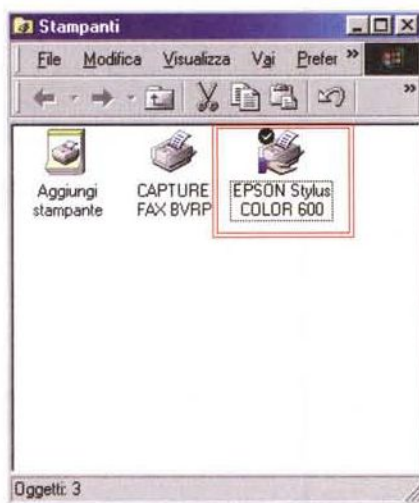 Stampanti
File Modifica Visualizza Vai Prefer »
»
Aggiungi
stampante
CAPTURE
FAX BVRP
EPSON Stylus
COLOR 600
Oggetti: 3